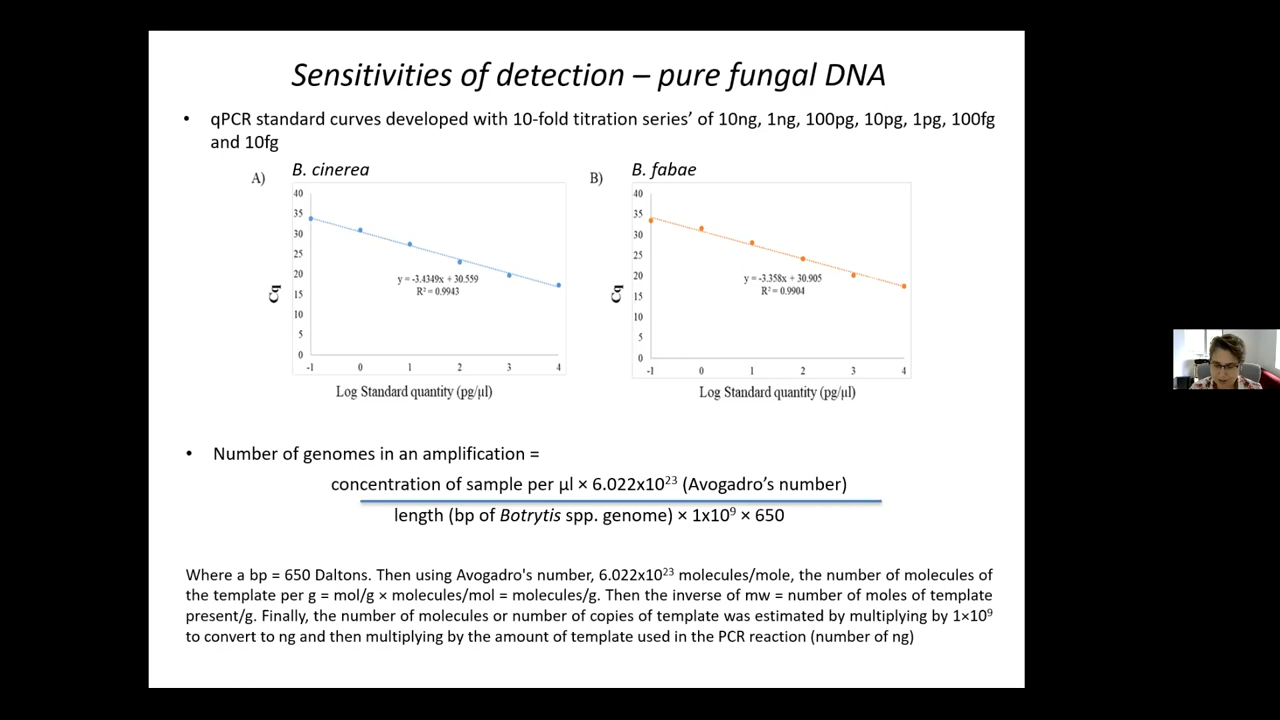 Sensitivities of detection – pure fungal DNA
• qPCR standard curves developed with 10-fold titration series’ of 10ng, 1ng, 100pg, 10pg, 1pg, 100fg
and 10fg
A) B. cinerea
40
35
30
25
20
15
10
5
0
Cq
y = -3.4349x + 30.559
R² = 0.9943
-1 0 1 2 3 4
Log Standard quantity (pg/µl)
B) B. fabae
40
35
30
25
20
15
10
5
0
Cq
y = -3.358x + 30.905
R² = 0.9904
-1 0 1 2 3 4
Log Standard quantity (pg/µl)
• Number of genomes in an amplification =
concentration of sample per µl × 6.022x10²³ (Avogadro’s number)
length (bp of Botrytis spp. genome) × 1x10⁹ × 650
Where a bp = 650 Daltons. Then using Avogadro's number, 6.022x10²³ molecules/mole, the number of molecules of
the template per g = mol/g × molecules/mol = molecules/g. Then the inverse of mw = number of moles of template
present/g. Finally, the number of molecules or number of copies of template was estimated by multiplying by 1×10⁹
to convert to ng and then multiplying by the amount of template used in the PCR reaction (number of ng)